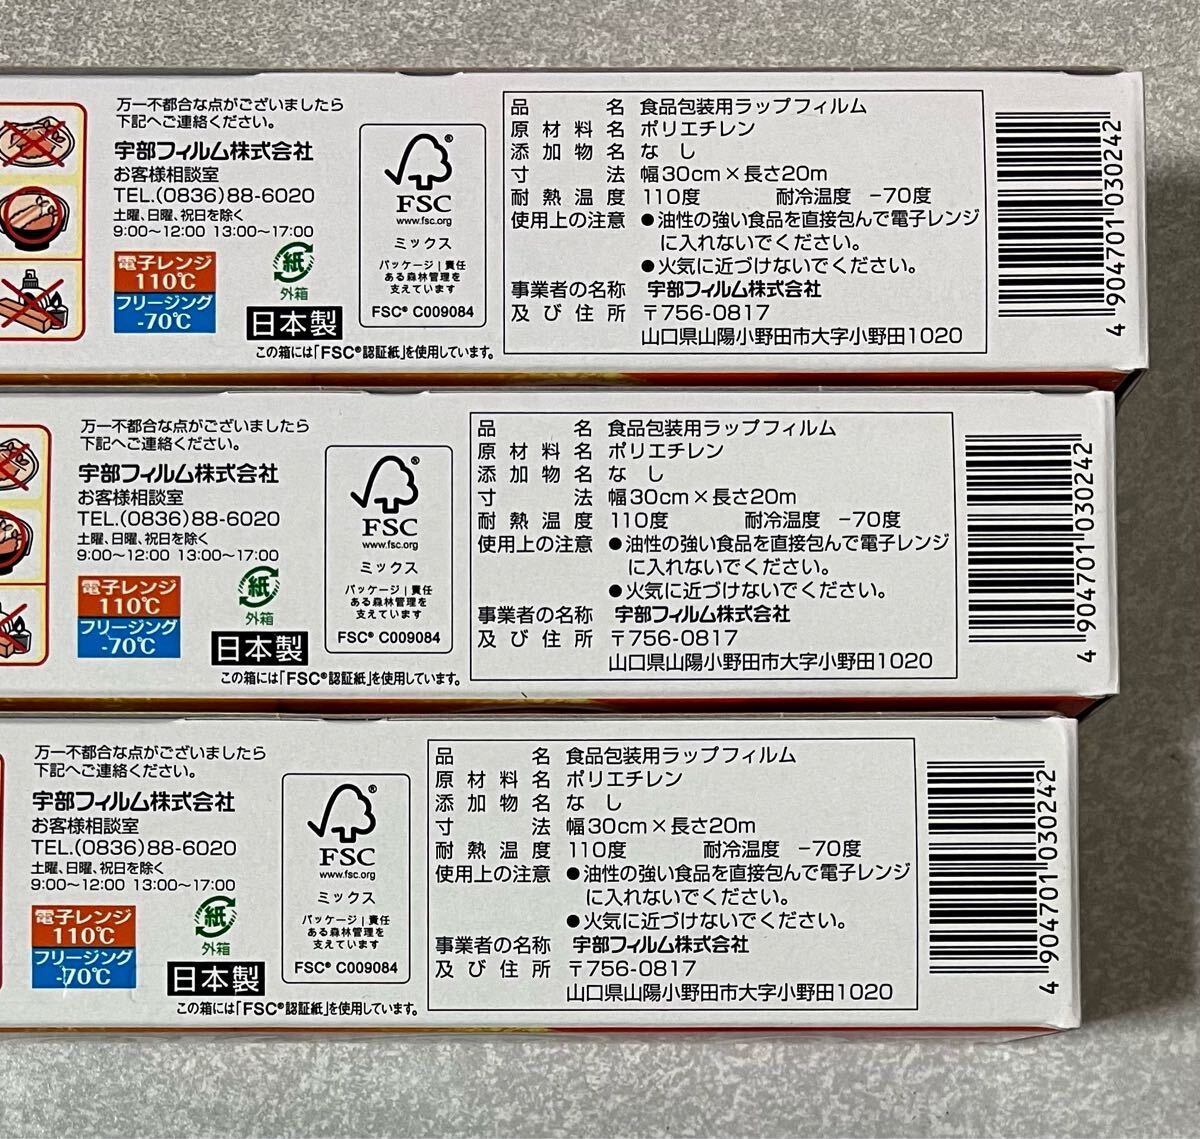 万一不都合な点がございましたら
下記へご連絡ください。
宇部フィルム株式会社
お客様相談室
TEL.(0836)88-6020
土曜、日曜、祝日を除く
9:00～12:00 13:00～17:00
電子レンジ
110℃
フリージング
-70℃
紙
外箱
日本製
この箱には「FSC®認証紙」を使用しています。
®
FSC
www.fsc.org
ミックス
パッケージ|責任
ある森林管理を
支えています
FSC® C009084
品名 食品包装用ラップフィルム
原材料名 ポリエチレン
添加物名 なし
寸法 幅30cm×長さ20m
耐熱温度 110度 耐冷温度 −70度
使用上の注意 ●油性の強い食品を直接包んで電子レンジ
に入れないでください。
●火気に近づけないでください。
事業者の名称 宇部フィルム株式会社
及び住所 〒756-0817
山口県山陽小野田市大字小野田1020
4 904701 030242
万一不都合な点がございましたら
下記へご連絡ください。
宇部フィルム株式会社
お客様相談室
TEL.(0836)88-6020
土曜、日曜、祝日を除く
9:00～12:00 13:00～17:00
電子レンジ
110℃
フリージング
-70℃
紙
外箱
日本製
この箱には「FSC®認証紙」を使用しています。
®
FSC
www.fsc.org
ミックス
パッケージ|責任
ある森林管理を
支えています
FSC® C009084
品名 食品包装用ラップフィルム
原材料名 ポリエチレン
添加物名 なし
寸法 幅30cm×長さ20m
耐熱温度 110度 耐冷温度 −70度
使用上の注意 ●油性の強い食品を直接包んで電子レンジ
に入れないでください。
●火気に近づけないでください。
事業者の名称 宇部フィルム株式会社
及び住所 〒756-0817
山口県山陽小野田市大字小野田1020
4 904701 030242
万一不都合な点がございましたら
下記へご連絡ください。
宇部フィルム株式会社
お客様相談室
TEL.(0836)88-6020
土曜、日曜、祝日を除く
9:00～12:00 13:00～17:00
電子レンジ
110℃
フリージング
-70℃
紙
外箱
日本製
この箱には「FSC®認証紙」を使用しています。
®
FSC
www.fsc.org
ミックス
パッケージ|責任
ある森林管理を
支えています
FSC® C009084
品名 食品包装用ラップフィルム
原材料名 ポリエチレン
添加物名 なし
寸法 幅30cm×長さ20m
耐熱温度 110度 耐冷温度 −70度
使用上の注意 ●油性の強い食品を直接包んで電子レンジ
に入れないでください。
●火気に近づけないでください。
事業者の名称 宇部フィルム株式会社
及び住所 〒756-0817
山口県山陽小野田市大字小野田1020
4 904701 030242